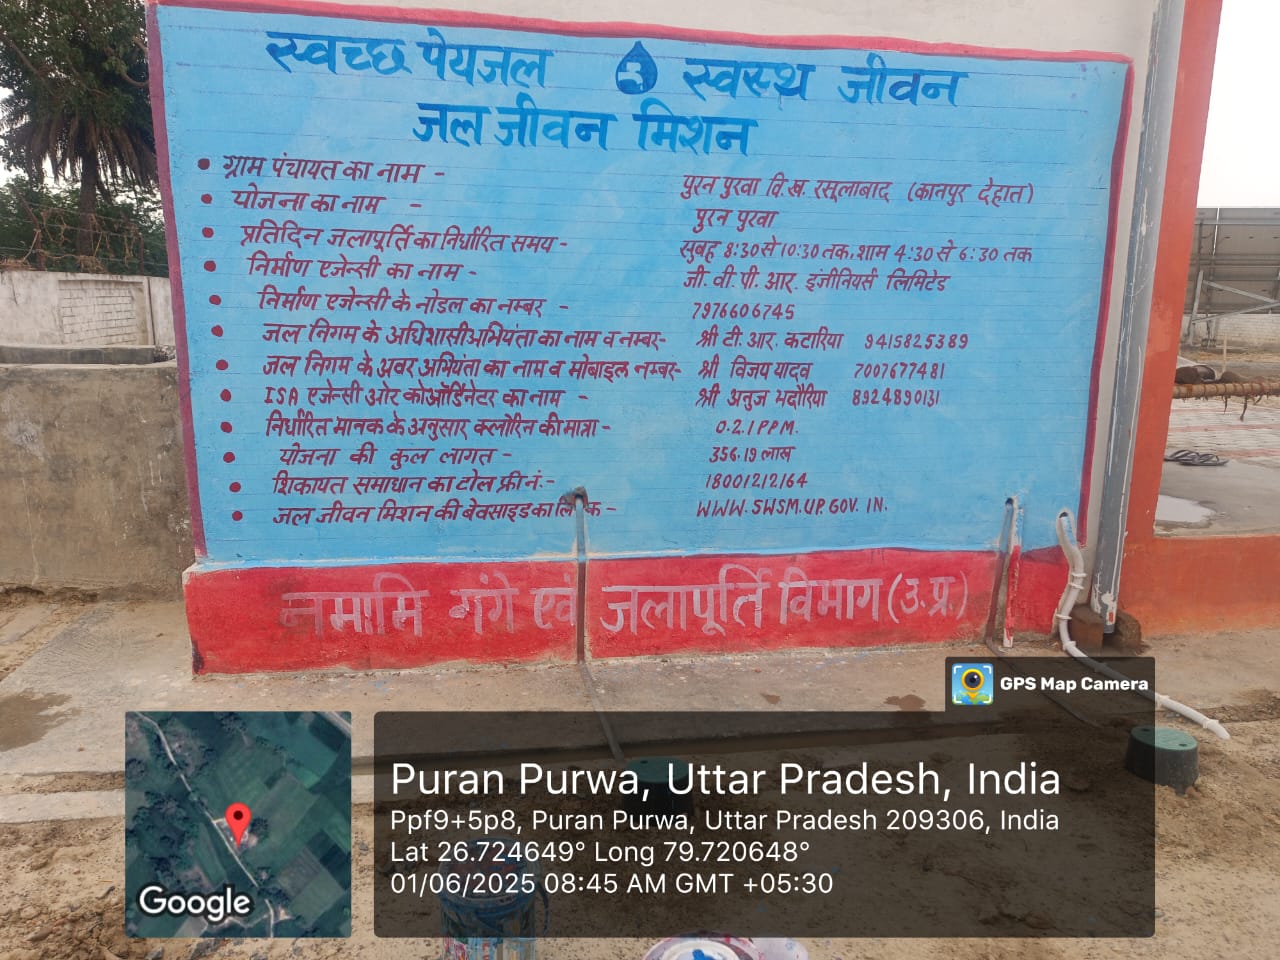 स्वच्छ पेयजल स्वस्थ जीवन
जल जीवन मिशन
• ग्राम पंचायत का नाम - पुरन पुरवा वि.ख. रसूलाबाद (कानपुर देहात)
• योजना का नाम - पुरन पुरवा
• प्रतिदिन जलापूर्ति का निर्धारित समय - सुबह 8:30 से 10:30 तक, शाम 4:30 से 6:30 तक
• निर्माण एजेन्सी का नाम - जी. वी. पी. आर. इंजीनियर्स लिमिटेड
• निर्माण एजेन्सी के नोडल का नम्बर - 7976606745
• जल निगम के अधिशासी अभियंता का नाम व नम्बर- श्री टी. आर. कटारिया 9415825389
• जल निगम के अवर अभियंता का नाम व मोबाइल नम्बर- श्री विजय यादव 7007677481
• ISA एजेन्सी ओर कोऑर्डिनेटर का नाम - श्री अनुज भदौरिया 8924890131
• निर्धारित मानक के अनुसार क्लोरिन की मात्रा - 0.2.1 PPM.
• योजना की कुल लागत - 356.19 लाख
• शिकायत समाधान का टोल फ्री नं.- 18001212164
• जल जीवन मिशन की बेवसाइड का लिंक - WWW.SWSM.UP.GOV.IN.
नमामि गंगे एवं जलापूर्ति विभाग (उ.प्र.)
GPS Map Camera
Puran Purwa, Uttar Pradesh, India
Ppf9+5p8, Puran Purwa, Uttar Pradesh 209306, India
Lat 26.724649° Long 79.720648°
01/06/2025 08:45 AM GMT +05:30
Google